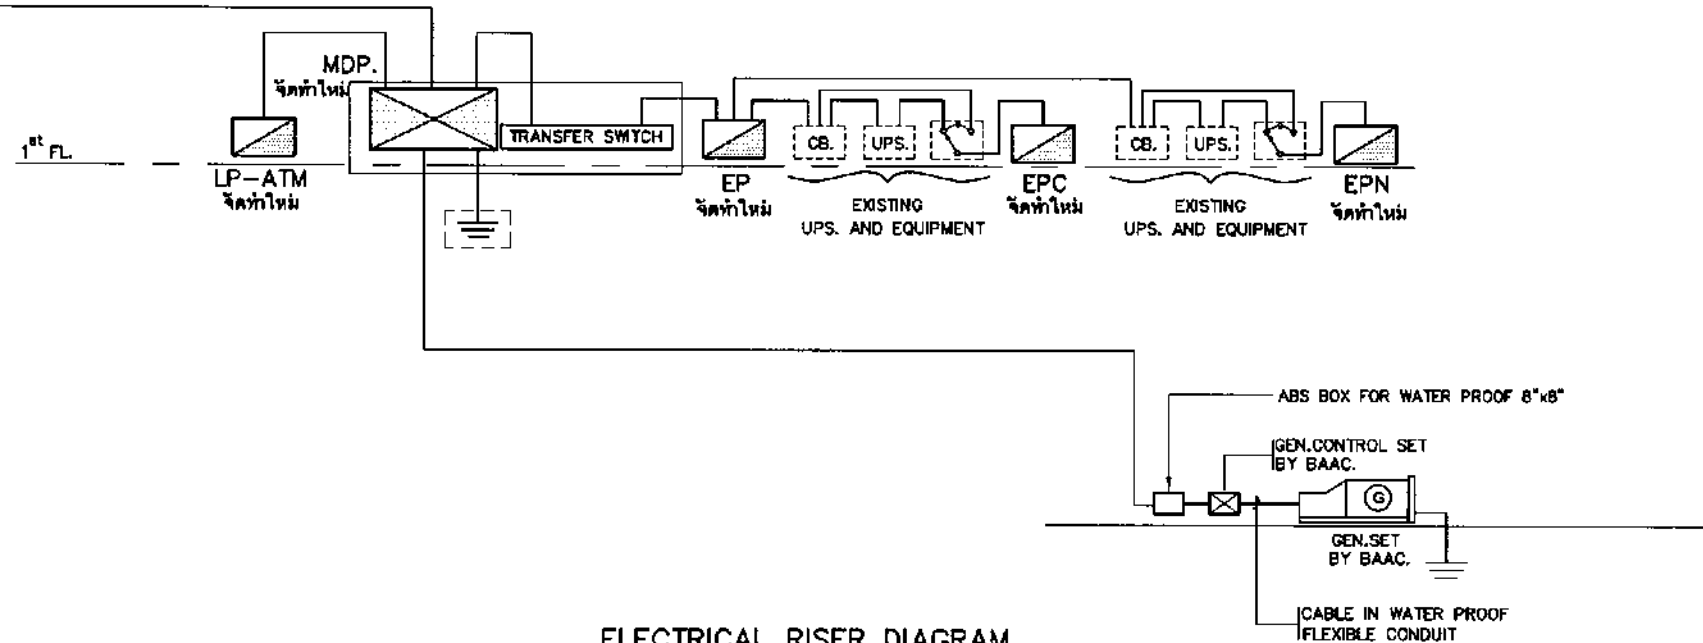 MDP.
จัดทำใหม่
1st FL.
LP-ATM
จัดทำใหม่
TRANSFER SWITCH
EP
จัดทำใหม่
CB.
UPS.
EXISTING
UPS. AND EQUIPMENT
EPC
จัดทำใหม่
CB.
UPS.
EXISTING
UPS. AND EQUIPMENT
EPN
จัดทำใหม่
ABS BOX FOR WATER PROOF 8"x8"
GEN.CONTROL SET
BY BAAC.
G
GEN.SET
BY BAAC.
CABLE IN WATER PROOF
FLEXIBLE CONDUIT
ELECTRICAL RISER DIAGRAM